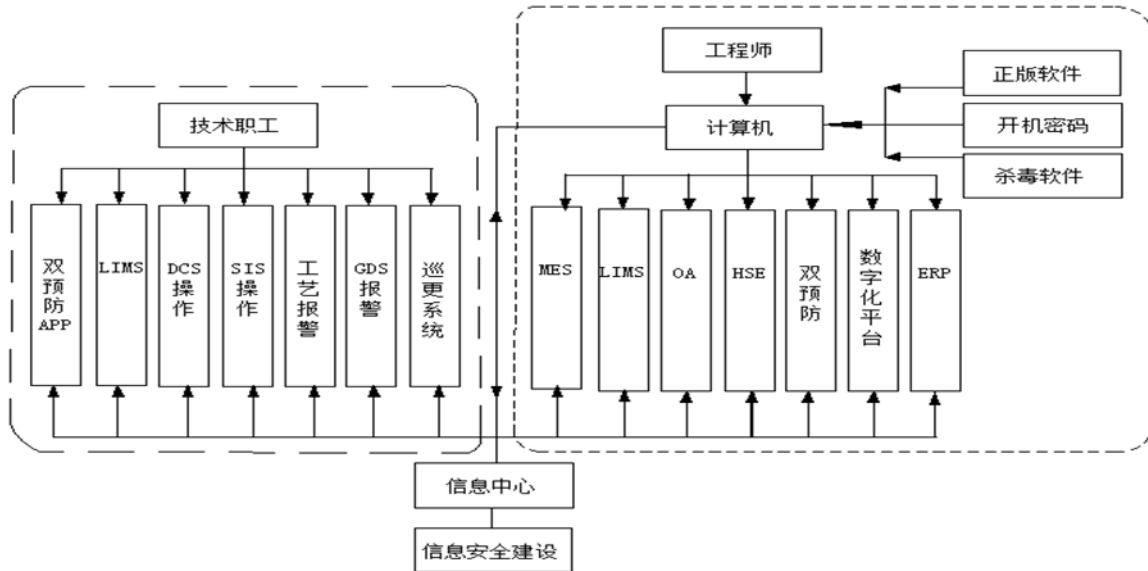 工程师
正版软件
技术职工
计算机
开机密码
杀毒软件
双预防APP
LIMS
DCS操作
SIS操作
工艺报警
GDS报警
巡更系统
MES
LIMS
OA
HSE
双预防
数字化平台
ERP
信息中心
信息安全建设